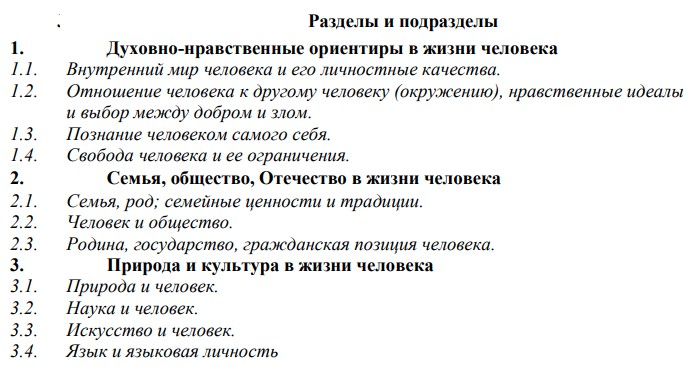 Разделы и подразделы
1. Духовно-нравственные ориентиры в жизни человека
1.1. Внутренний мир человека и его личностные качества.
1.2. Отношение человека к другому человеку (окружению), нравственные идеалы
и выбор между добром и злом.
1.3. Познание человеком самого себя.
1.4. Свобода человека и ее ограничения.
2. Семья, общество, Отечество в жизни человека
2.1. Семья, род; семейные ценности и традиции.
2.2. Человек и общество.
2.3. Родина, государство, гражданская позиция человека.
3. Природа и культура в жизни человека
3.1. Природа и человек.
3.2. Наука и человек.
3.3. Искусство и человек.
3.4. Язык и языковая личность